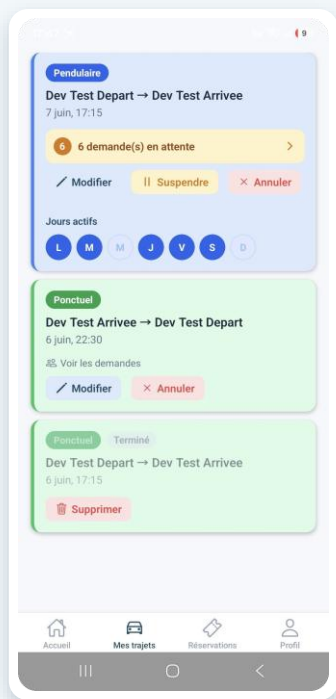 9
Pendulaire
Dev Test Depart → Dev Test Arrivee
7 juin, 17:15
6 6 demande(s) en attente
Modifier Suspendre Annuler
Jours actifs
L M M J V S D
Ponctuel
Dev Test Arrivee → Dev Test Depart
6 juin, 22:30
Voir les demandes
Modifier Annuler
Ponctuel Terminé
Dev Test Depart → Dev Test Arrivee
6 juin, 17:15
Supprimer
Accueil Mes trajets Réservations Profil